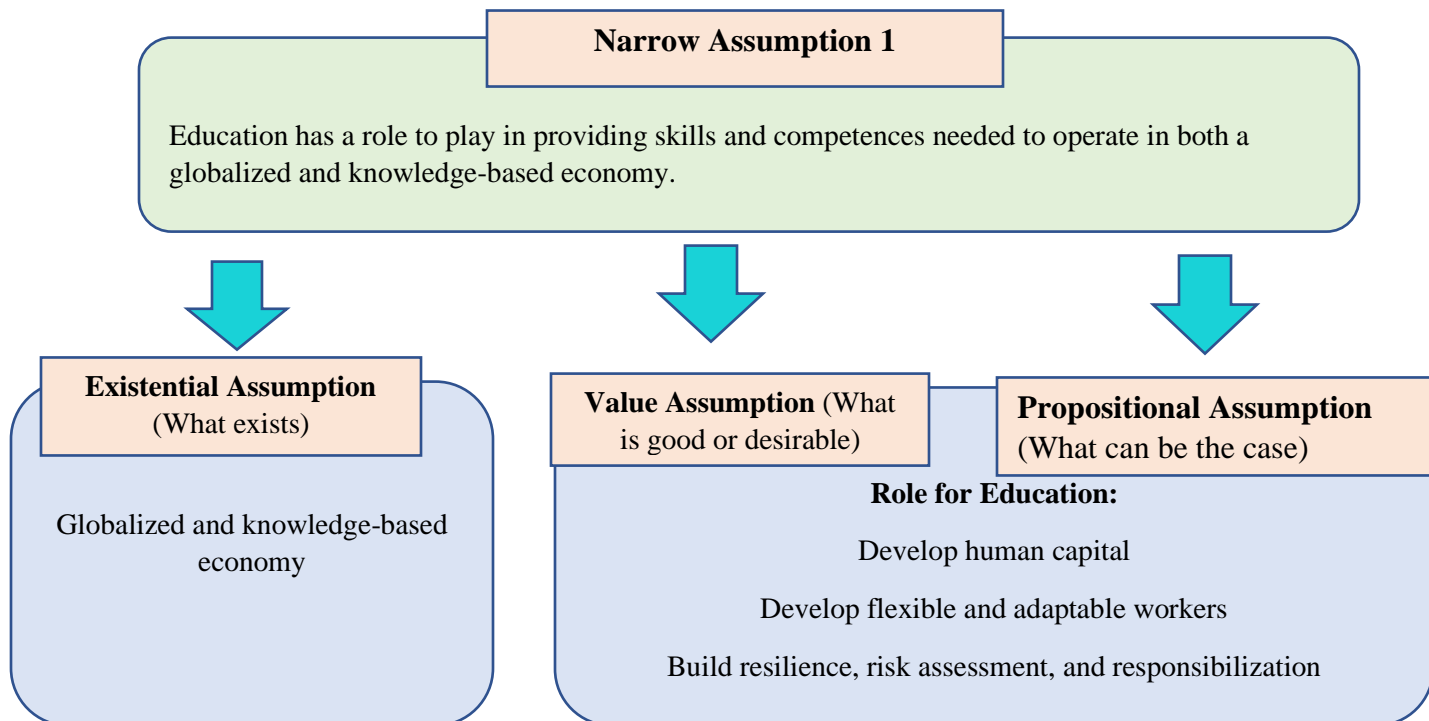 Narrow Assumption 1
Education has a role to play in providing skills and competences needed to operate in both a
globalized and knowledge-based economy.
Existential Assumption
(What exists)
Globalized and knowledge-based
economy
Value Assumption (What
is good or desirable)
Propositional Assumption
(What can be the case)
Role for Education:
Develop human capital
Develop flexible and adaptable workers
Build resilience, risk assessment, and responsibilization